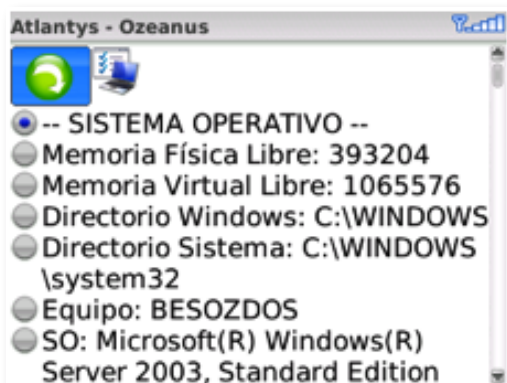 Atlantys - Ozeanus
-- SISTEMA OPERATIVO --
Memoria Física Libre: 393204
Memoria Virtual Libre: 1065576
Directorio Windows: C:\WINDOWS
Directorio Sistema: C:\WINDOWS
\system32
Equipo: BESOZDOS
SO: Microsoft(R) Windows(R)
Server 2003, Standard Edition